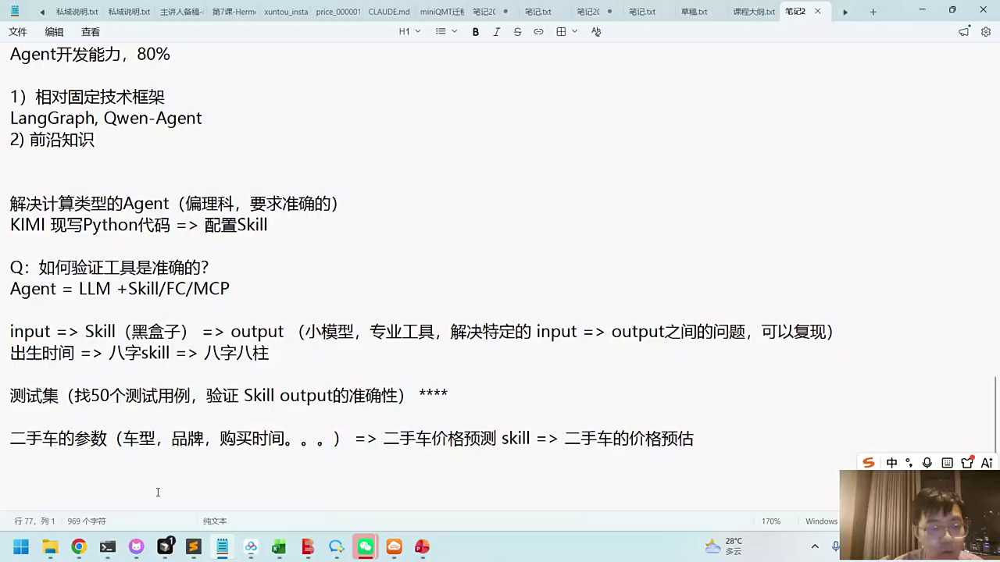 私域说明.txt 私域说明.txt 主讲人备稿- 第7课-Herm xuntou_insta price_000001 CLAUDE.md miniQMT迁移 笔记20 笔记.txt 笔记20 笔记.txt 草稿.txt 课程大纲.txt 笔记2
文件 编辑 查看 H1 B I S
Agent开发能力，80%
1）相对固定技术框架
LangGraph, Qwen-Agent
2) 前沿知识
解决计算类型的Agent（偏理科，要求准确的）
KIMI 现写Python代码 => 配置Skill
Q：如何验证工具是准确的？
Agent = LLM +Skill/FC/MCP
input => Skill（黑盒子） => output （小模型，专业工具，解决特定的 input => output之间的问题，可以复现）
出生时间 => 八字skill => 八字八柱
测试集（找50个测试用例，验证 Skill output的准确性） ****
二手车的参数（车型，品牌，购买时间。。。） => 二手车价格预测 skill => 二手车的价格预估
中
行 77，列 1 969 个字符 纯文本 170% Windows
28°C
多云